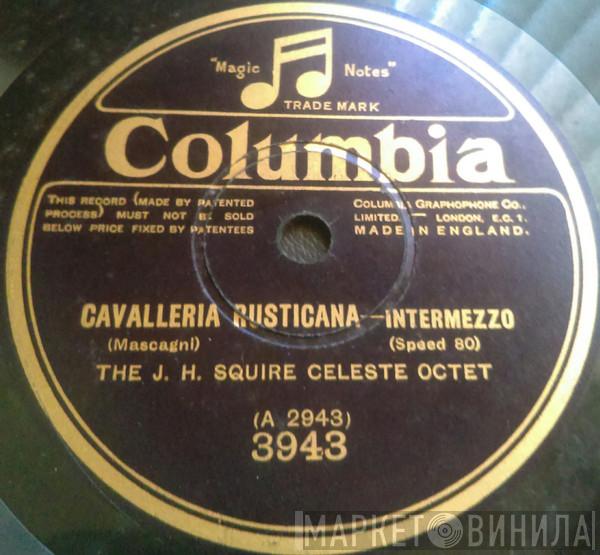 "Magic Notes"
TRADE MARK
Columbia
THIS RECORD (MADE BY PATENTED
PROCESS) MUST NOT BE SOLD
BELOW PRICE FIXED BY PATENTEES
COLUMBIA GRAPHOPHONE CO.,
LIMITED. — LONDON, E.C. 1.
MADE IN ENGLAND.
CAVALLERIA RUSTICANA—INTERMEZZO
(Mascagni) (Speed 80)
THE J. H. SQUIRE CELESTE OCTET
(A 2943)
3943
МАРКЕТ ВИНИЛА